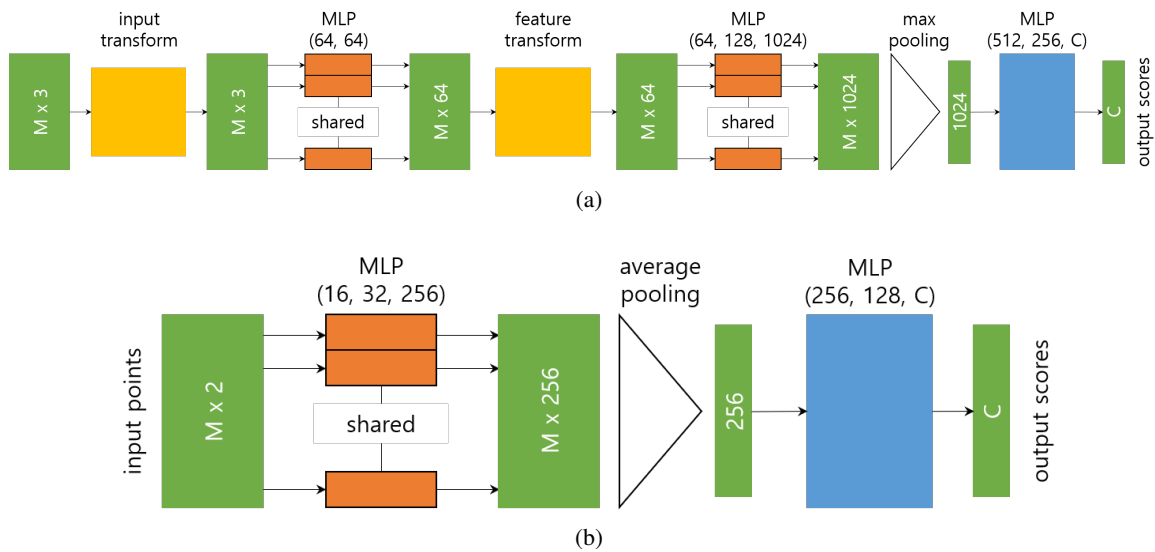 input
transform
MLP
(64, 64)
feature
transform
MLP
(64, 128, 1024)
max
pooling
MLP
(512, 256, C)
M x 3
M x 3
shared
M x 64
M x 64
shared
M x 1024
1024
C
output scores
(a)
MLP
(16, 32, 256)
average
pooling
MLP
(256, 128, C)
input points
M x 2
shared
M x 256
256
C
output scores
(b)